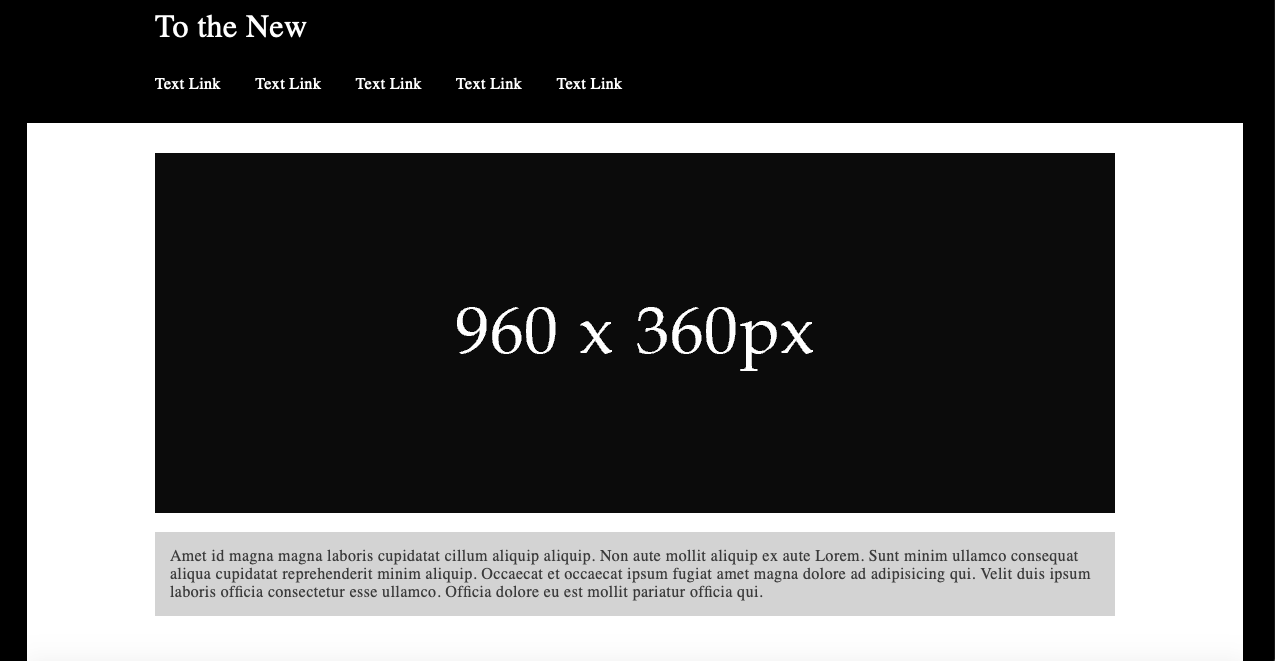 To the New
Text Link Text Link Text Link Text Link Text Link
960 x 360px
Amet id magna magna laboris cupidatat cillum aliquip aliquip. Non aute mollit aliquip ex aute Lorem. Sunt minim ullamco consequat
aliqua cupidatat reprehenderit minim aliquip. Occaecat et occaecat ipsum fugiat amet magna dolore ad adipisicing qui. Velit duis ipsum
laboris officia consectetur esse ullamco. Officia dolore eu est mollit pariatur officia qui.